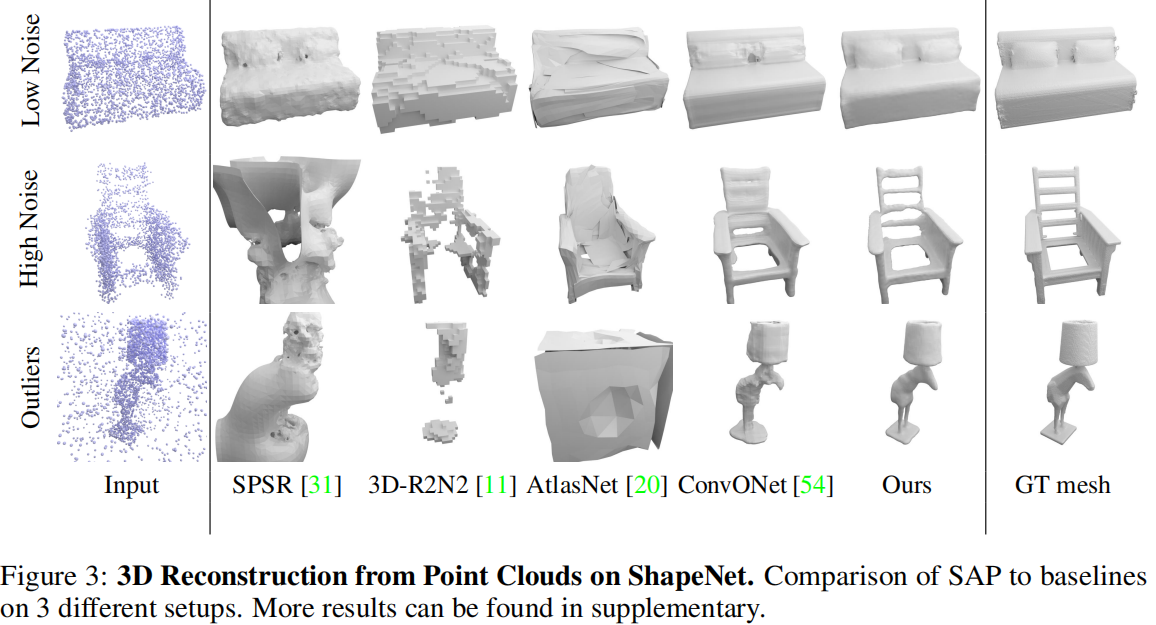 Low Noise
High Noise
Outliers
Input
SPSR [31]
3D-R2N2 [11]
AtlasNet [20]
ConvONet [54]
Ours
GT mesh
Figure 3: 3D Reconstruction from Point Clouds on ShapeNet. Comparison of SAP to baselines
on 3 different setups. More results can be found in supplementary.